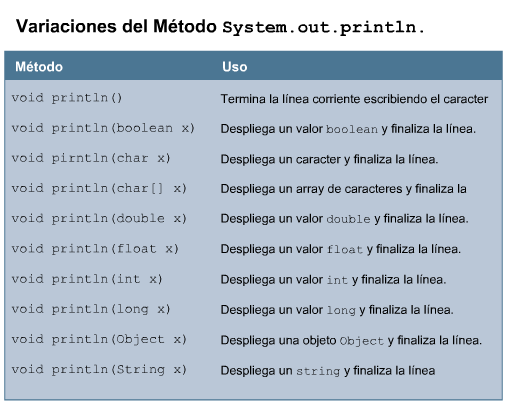 Variaciones del Método System.out.println.
Método Uso
void println() Termina la línea corriente escribiendo el caracter
void println(boolean x) Despliega un valor boolean y finaliza la línea.
void pirntln(char x) Despliega un caracter y finaliza la línea.
void println(char[] x) Despliega un array de caracteres y finaliza la
void println(double x) Despliega un valor double y finaliza la línea.
void println(float x) Despliega un valor float y finaliza la línea.
void println(int x) Despliega un valor int y finaliza la línea.
void println(long x) Despliega un valor long y finaliza la línea.
void println(Object x) Despliega una objeto Object y finaliza la línea.
void println(String x) Despliega un string y finaliza la línea